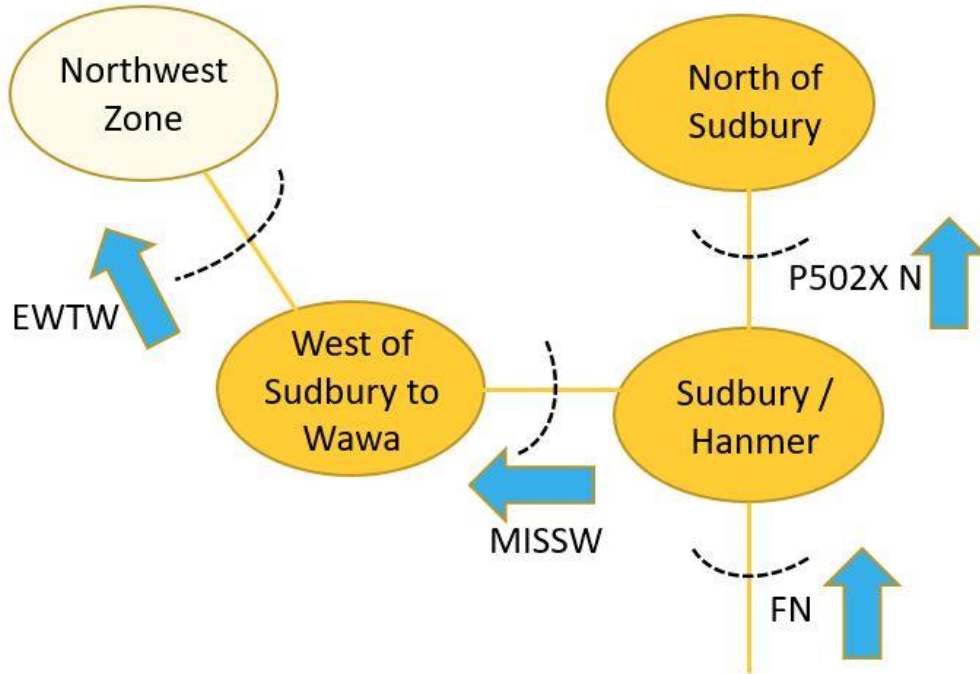 Northwest
Zone
North of
Sudbury
EWTW
P502X N
West of
Sudbury to
Wawa
Sudbury /
Hanmer
MISSW
FN